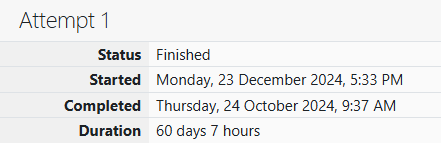 Attempt 1
Status Finished
Started Monday, 23 December 2024, 5:33 PM
Completed Thursday, 24 October 2024, 9:37 AM
Duration 60 days 7 hours